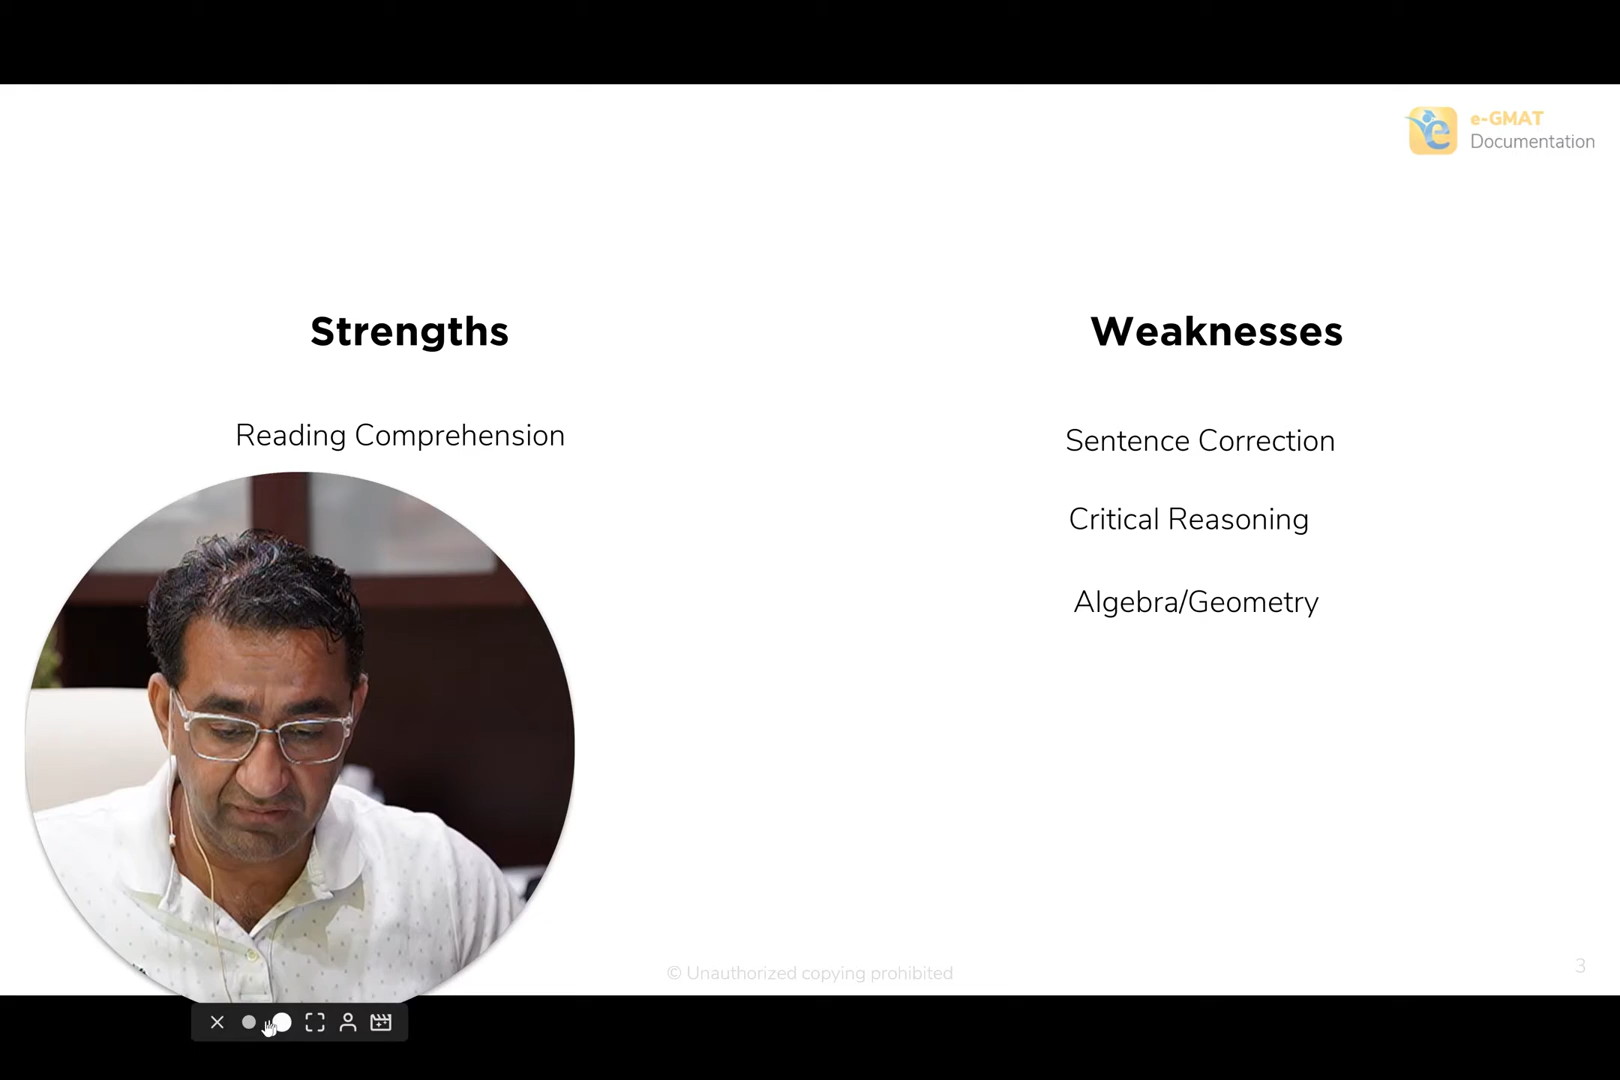 e-GMAT
Documentation
Strengths
Weaknesses
Reading Comprehension
Sentence Correction
Critical Reasoning
Algebra/Geometry
© Unauthorized copying prohibited
3